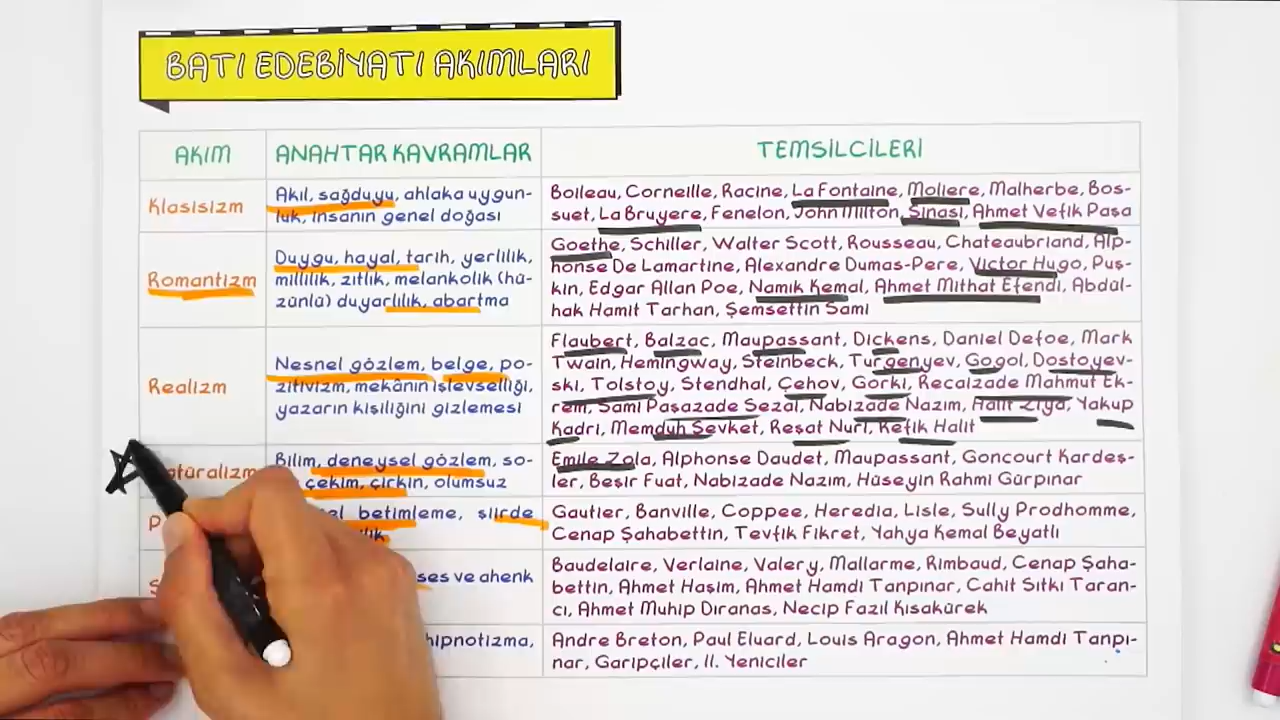 BATI EDEBİYATI AKIMLARI
AKIM ANAHTAR KAVRAMLAR TEMSİLCİLERİ
Klasisizm
Akıl, sağduyu, ahlaka uygun-
luk, insanın genel doğası
Boileau, Corneille, Racine, La Fontaine, Moliere, Malherbe, Bos-
suet, La Bruyere, Fenelon, John Milton, Şinasi, Ahmet Vefik Paşa
Romantizm
Duygu, hayal, tarih, yerlilik,
millilik, zıtlık, melankolik (hü-
zünlü) duyarlılık, abartma
Goethe, Schiller, Walter Scott, Rousseau, Chateaubriand, Alp-
honse De Lamartine, Alexandre Dumas-Pere, Victor Hugo, Puş-
kin, Edgar Allan Poe, Namık Kemal, Ahmet Mithat Efendi, Abdül-
hak Hamit Tarhan, Şemsettin Sami
Realizm
Nesnel gözlem, belge, po-
zitivizm, mekânın işlevselliği,
yazarın kişiliğini gizlemesi
Flaubert, Balzac, Maupassant, Dickens, Daniel Defoe, Mark
Twain, Hemingway, Steinbeck, Turgenyev, Gogol, Dostoyev-
ski, Tolstoy, Stendhal, Çehov, Gorki, Recaizade Mahmut Ek-
rem, Sami Paşazade Sezai, Nabizade Nazım, Halit Ziya, Yakup
Kadri, Memduh Şevket, Reşat Nuri, Refik Halit
Bilim, deneysel gözlem, so-
çekim, çirkin, olumsuz
Emile Zola, Alphonse Daudet, Maupassant, Goncourt Kardeş-
ler, Beşir Fuat, Nabizade Nazım, Hüseyin Rahmi Gürpınar
betimleme, şiirde
Gautier, Banville, Coppee, Heredia, Lisle, Sully Prodhomme,
Cenap Şahabettin, Tevfik Fikret, Yahya Kemal Beyatlı
ses ve ahenk
Baudelaire, Verlaine, Valery, Mallarme, Rimbaud, Cenap Şaha-
bettin, Ahmet Haşim, Ahmet Hamdi Tanpınar, Cahit Sıtkı Taran-
cı, Ahmet Muhip Dıranas, Necip Fazıl Kısakürek
hipnotizma,
Andre Breton, Paul Eluard, Louis Aragon, Ahmet Hamdi Tanpı-
nar, Garipçiler, II. Yeniciler